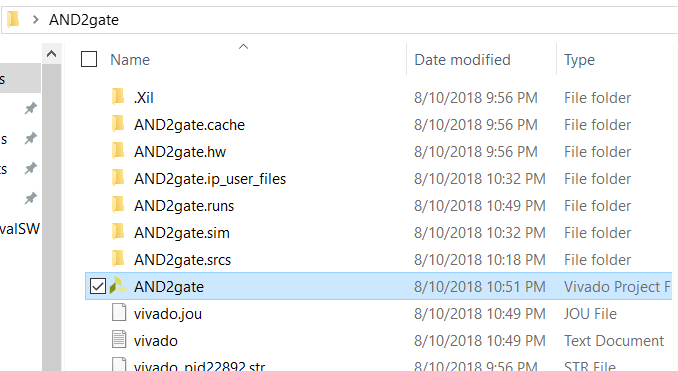 AND2gate
Name Date modified Type
.Xil 8/10/2018 9:56 PM File folder
AND2gate.cache 8/10/2018 9:56 PM File folder
AND2gate.hw 8/10/2018 9:56 PM File folder
AND2gate.ip_user_files 8/10/2018 10:32 PM File folder
AND2gate.runs 8/10/2018 10:49 PM File folder
AND2gate.sim 8/10/2018 10:32 PM File folder
AND2gate.srcs 8/10/2018 10:18 PM File folder
valSW
AND2gate 8/10/2018 10:51 PM Vivado Project F
vivado.jou 8/10/2018 10:49 PM JOU File
vivado 8/10/2018 10:49 PM Text Document
vivado_pid22892.str 8/10/2018 9:56 PM STR File